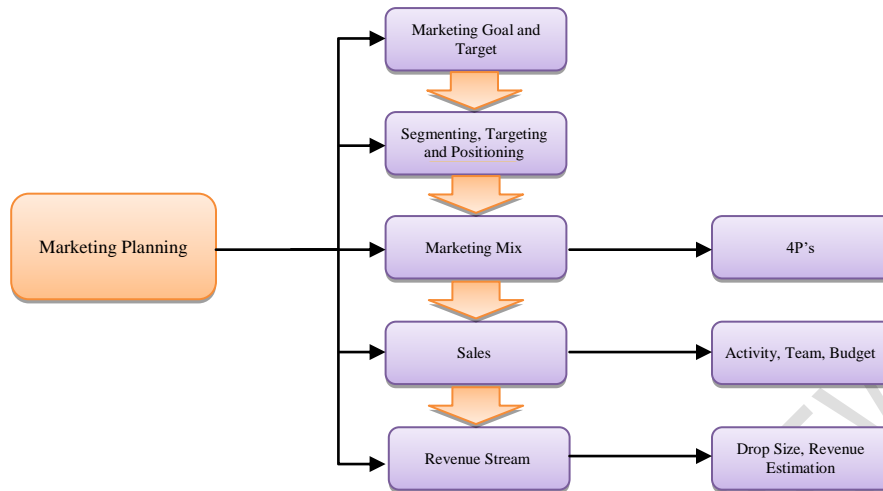 Marketing Goal and
Target
Segmenting, Targeting
and Positioning
Marketing Planning
Marketing Mix
4P’s
Sales
Activity, Team, Budget
Revenue Stream
Drop Size, Revenue
Estimation